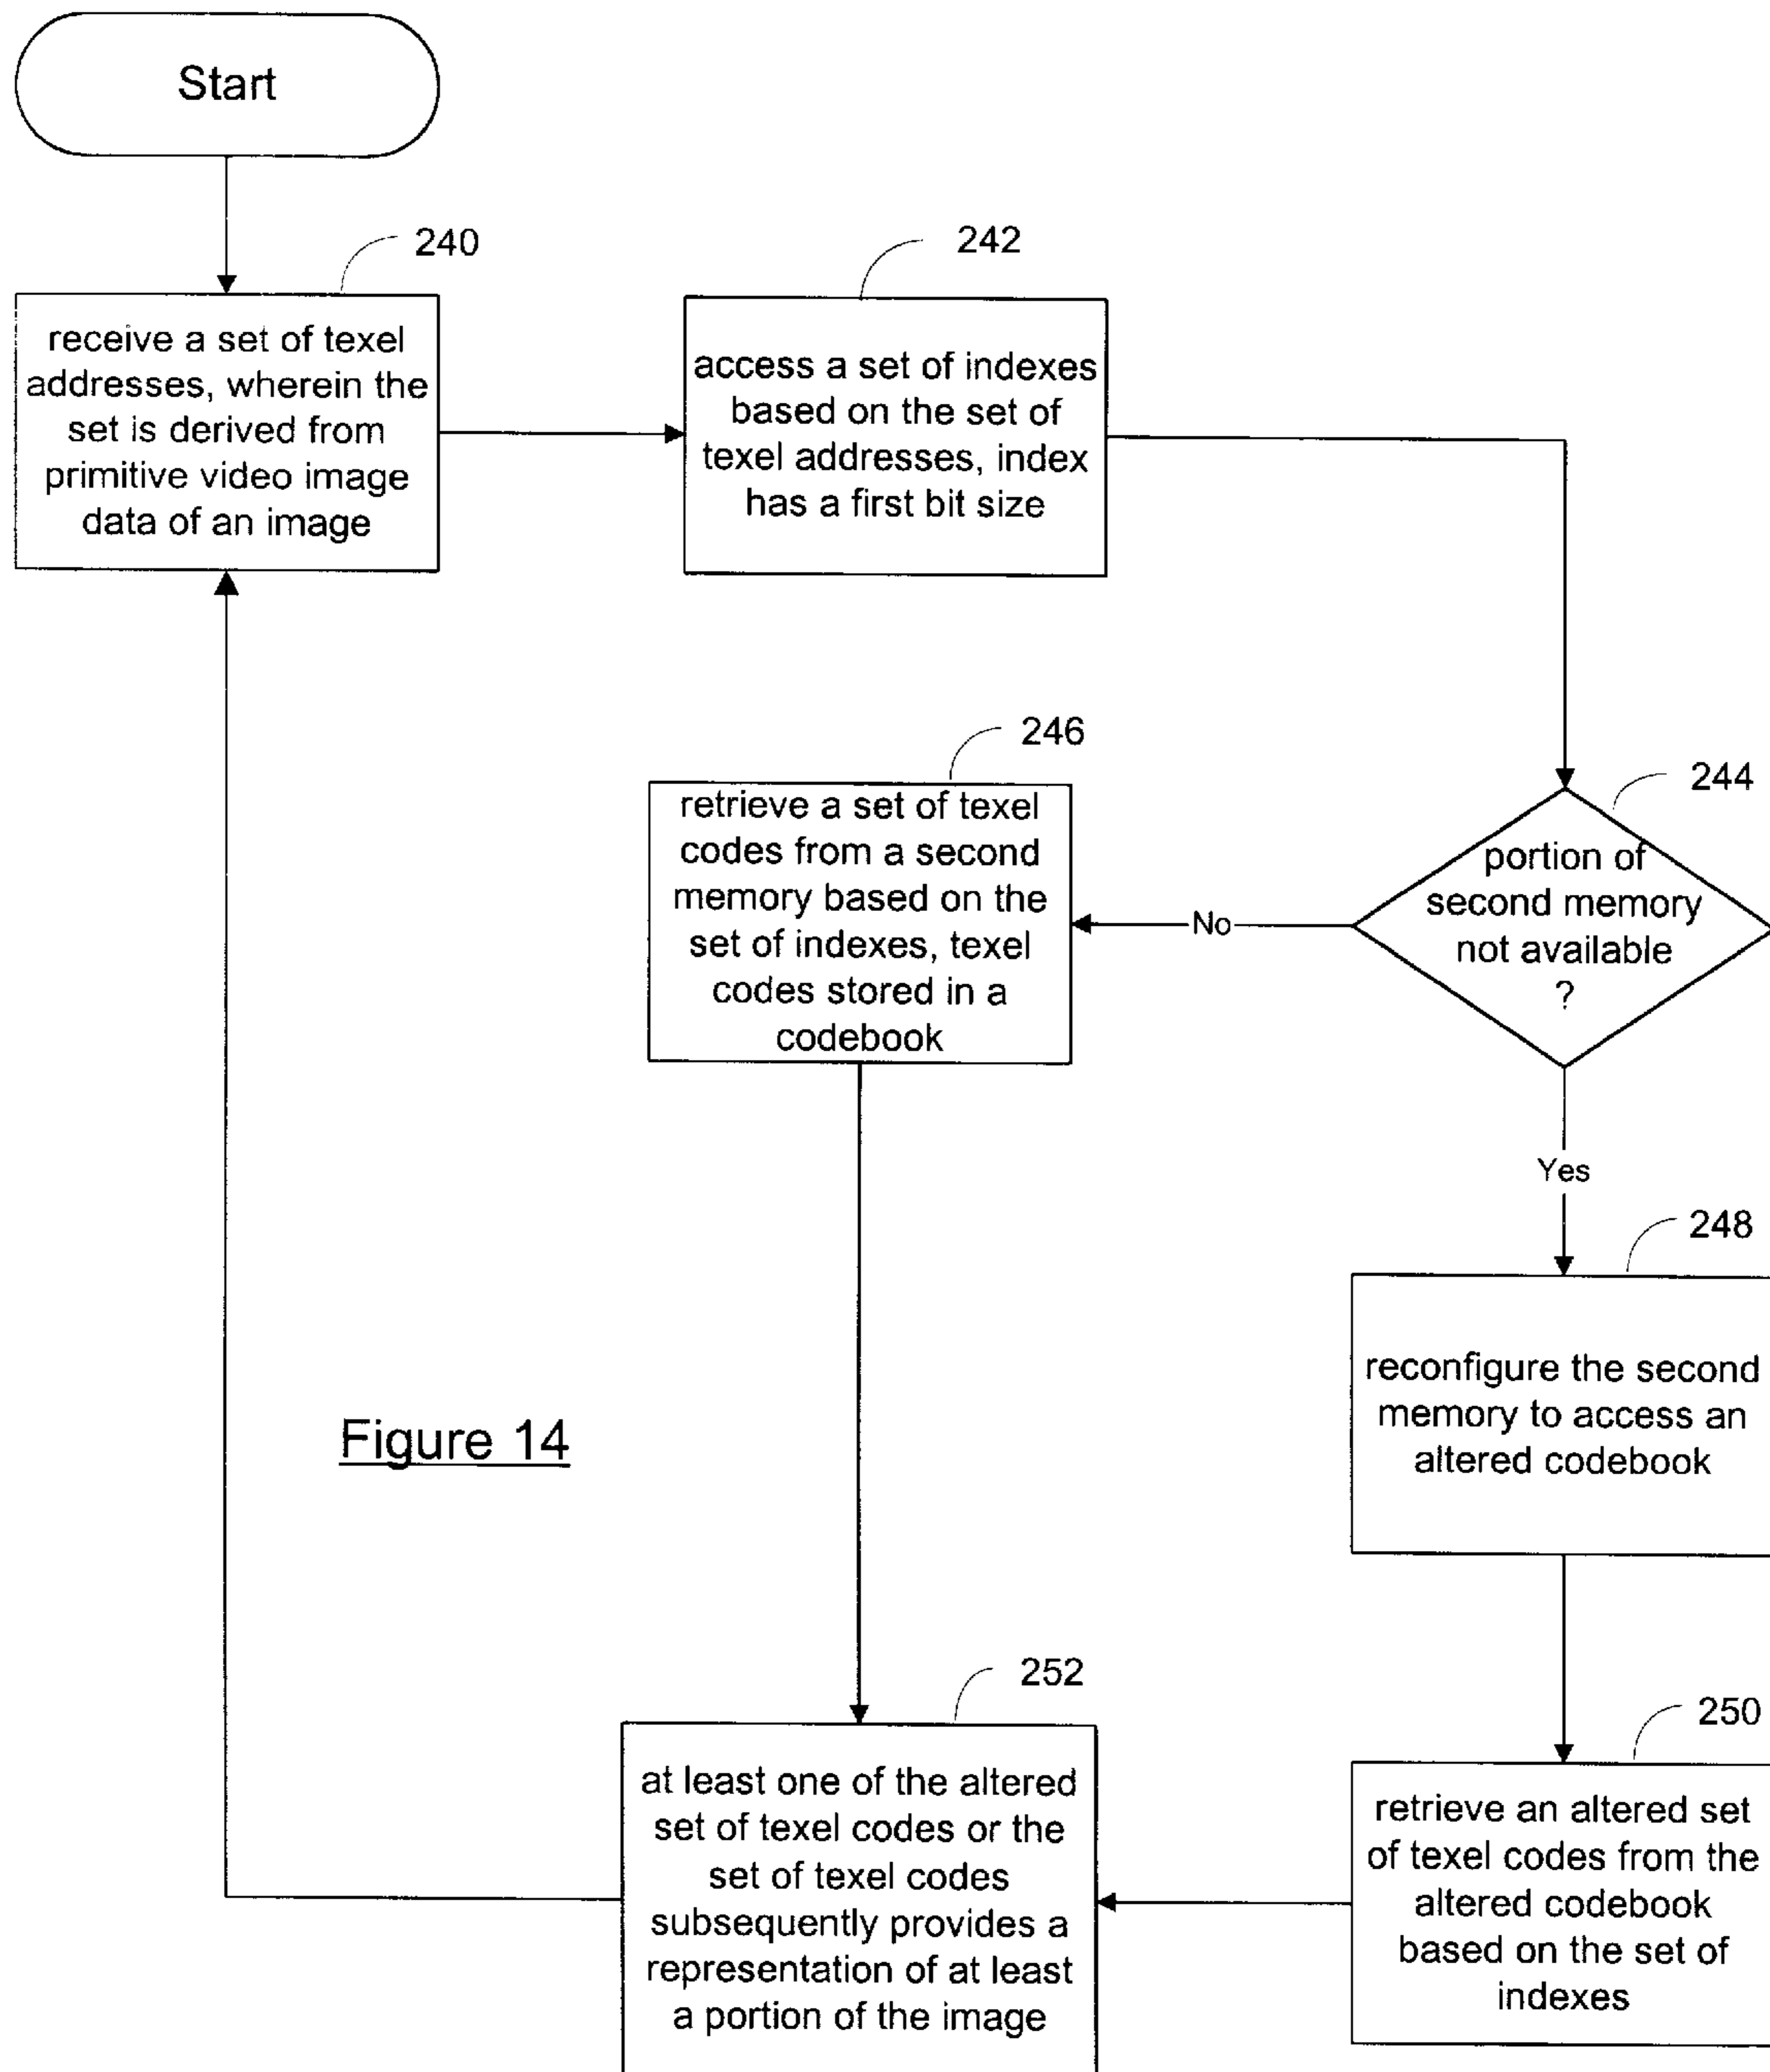 Start
240
receive a set of texel
addresses, wherein the
set is derived from
primitive video image
data of an image
242
access a set of indexes
based on the set of
texel addresses, index
has a first bit size
244
portion of
second memory
not available
?
No
246
retrieve a set of texel
codes from a second
memory based on the
set of indexes, texel
codes stored in a
codebook
Yes
248
reconfigure the second
memory to access an
altered codebook
Figure 14
250
retrieve an altered set
of texel codes from the
altered codebook
based on the set of
indexes
252
at least one of the altered
set of texel codes or the
set of texel codes
subsequently provides a
representation of at least
a portion of the image